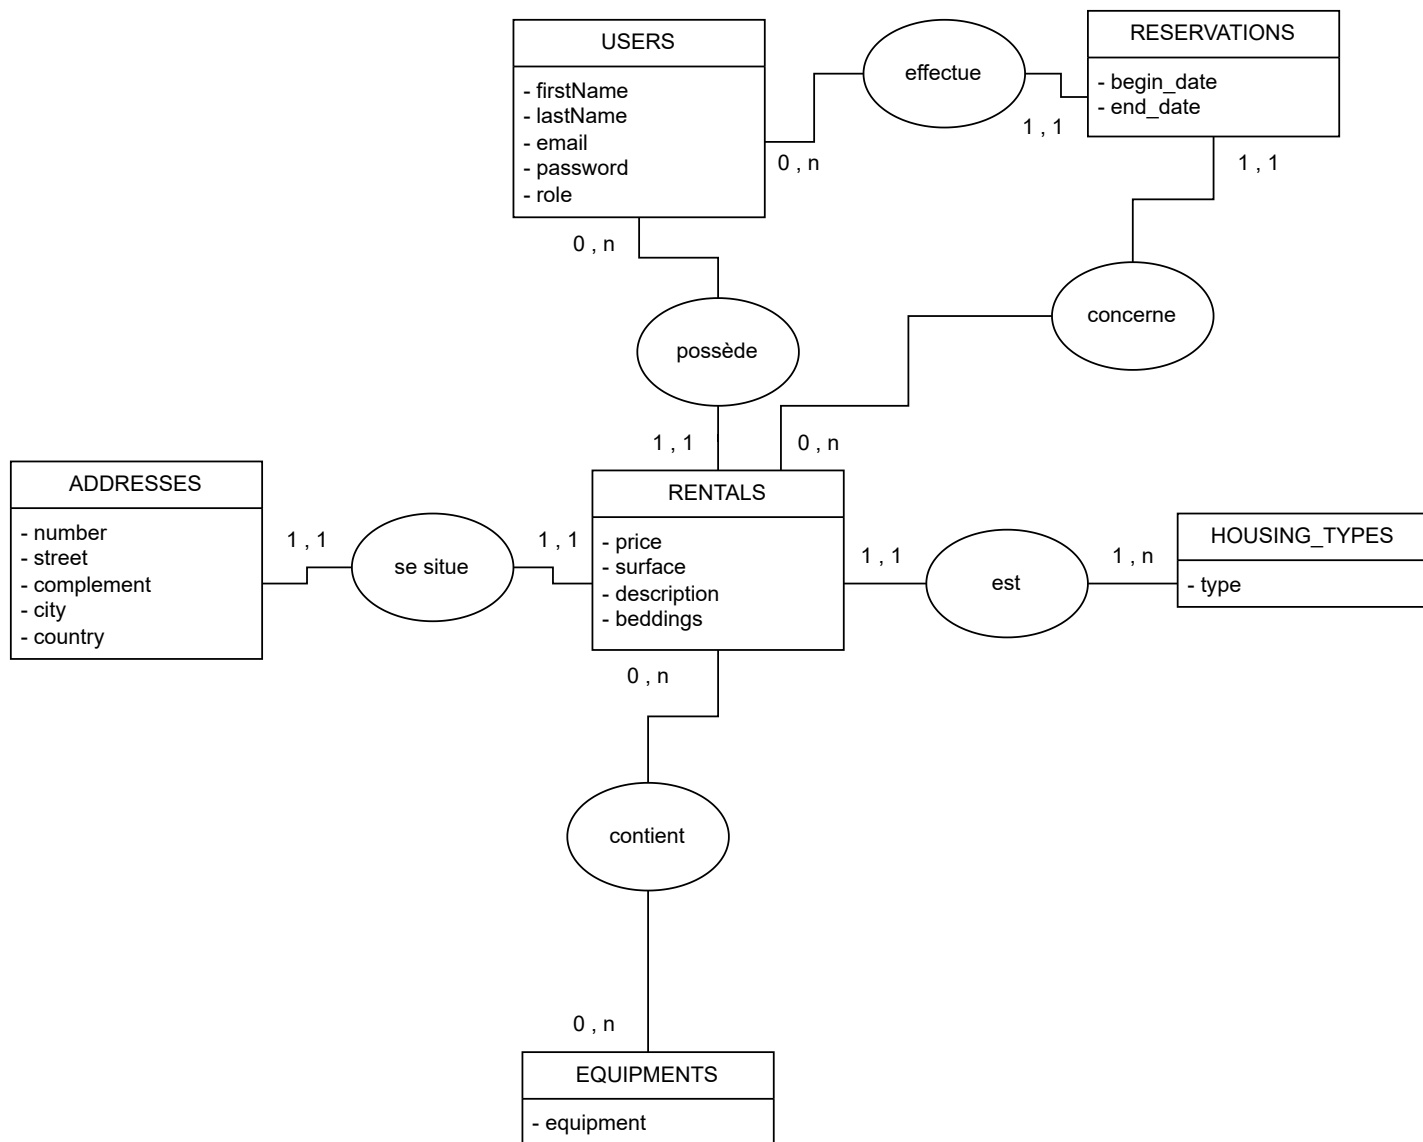 USERS
- firstName
- lastName
- email
- password
- role
effectue
RESERVATIONS
- begin_date
- end_date
0 , n
1 , 1
1 , 1
0 , n
possède
concerne
1 , 1
0 , n
ADDRESSES
- number
- street
- complement
- city
- country
1 , 1
se situe
1 , 1
RENTALS
- price
- surface
- description
- beddings
1 , 1
est
1 , n
HOUSING_TYPES
- type
0 , n
contient
0 , n
EQUIPMENTS
- equipment